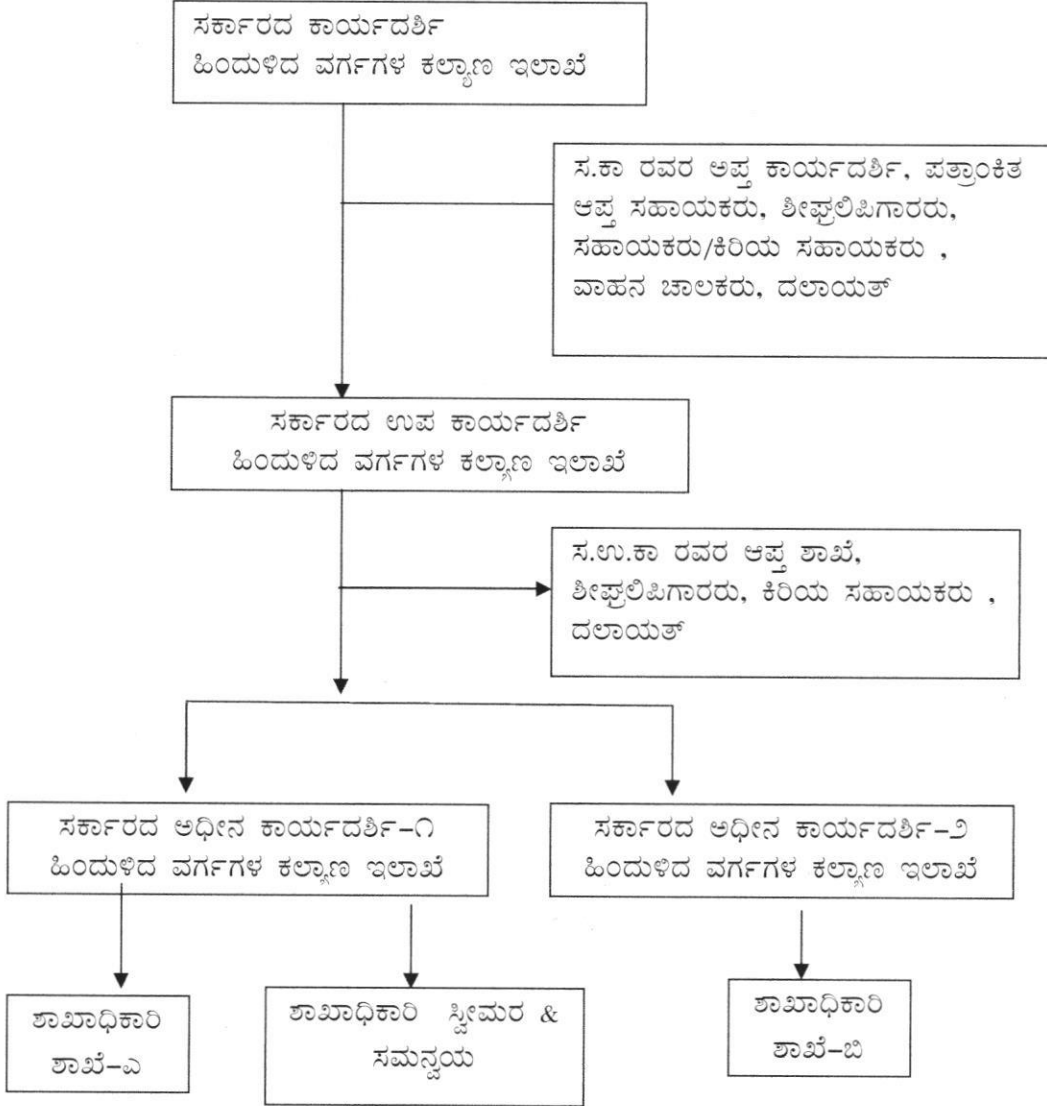 ಸರ್ಕಾರದ ಕಾರ್ಯದರ್ಶಿ
ಹಿಂದುಳಿದ ವರ್ಗಗಳ ಕಲ್ಯಾಣ ಇಲಾಖೆ
ಸ.ಕಾ ರವರ ಅಪ್ತ ಕಾರ್ಯದರ್ಶಿ, ಪತ್ರಾಂಕಿತ
ಆಪ್ತ ಸಹಾಯಕರು, ಶೀಘ್ರಲಿಪಿಗಾರರು,
ಸಹಾಯಕರು/ಕಿರಿಯ ಸಹಾಯಕರು ,
ವಾಹನ ಚಾಲಕರು, ದಲಾಯತ್
ಸರ್ಕಾರದ ಉಪ ಕಾರ್ಯದರ್ಶಿ
ಹಿಂದುಳಿದ ವರ್ಗಗಳ ಕಲ್ಯಾಣ ಇಲಾಖೆ
ಸ.ಉ.ಕಾ ರವರ ಆಪ್ತ ಶಾಖೆ,
ಶೀಘ್ರಲಿಪಿಗಾರರು, ಕಿರಿಯ ಸಹಾಯಕರು ,
ದಲಾಯತ್
ಸರ್ಕಾರದ ಅಧೀನ ಕಾರ್ಯದರ್ಶಿ-೧
ಹಿಂದುಳಿದ ವರ್ಗಗಳ ಕಲ್ಯಾಣ ಇಲಾಖೆ
ಸರ್ಕಾರದ ಅಧೀನ ಕಾರ್ಯದರ್ಶಿ-೨
ಹಿಂದುಳಿದ ವರ್ಗಗಳ ಕಲ್ಯಾಣ ಇಲಾಖೆ
ಶಾಖಾಧಿಕಾರಿ
ಶಾಖೆ-ಎ
ಶಾಖಾಧಿಕಾರಿ ಸ್ವೀಮರ &
ಸಮನ್ವಯ
ಶಾಖಾಧಿಕಾರಿ
ಶಾಖೆ-ಬಿ